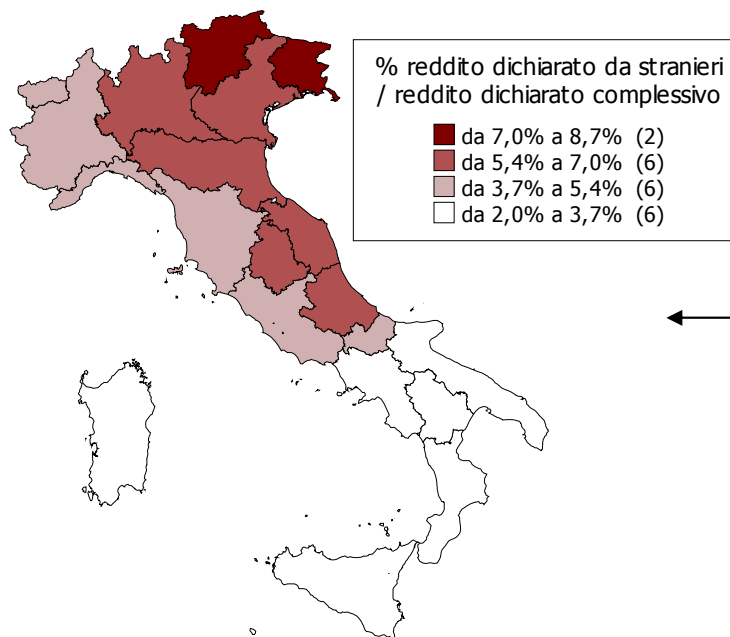 % reddito dichiarato da stranieri
/ reddito dichiarato complessivo
da 7,0% a 8,7% (2)
da 5,4% a 7,0% (6)
da 3,7% a 5,4% (6)
da 2,0% a 3,7% (6)